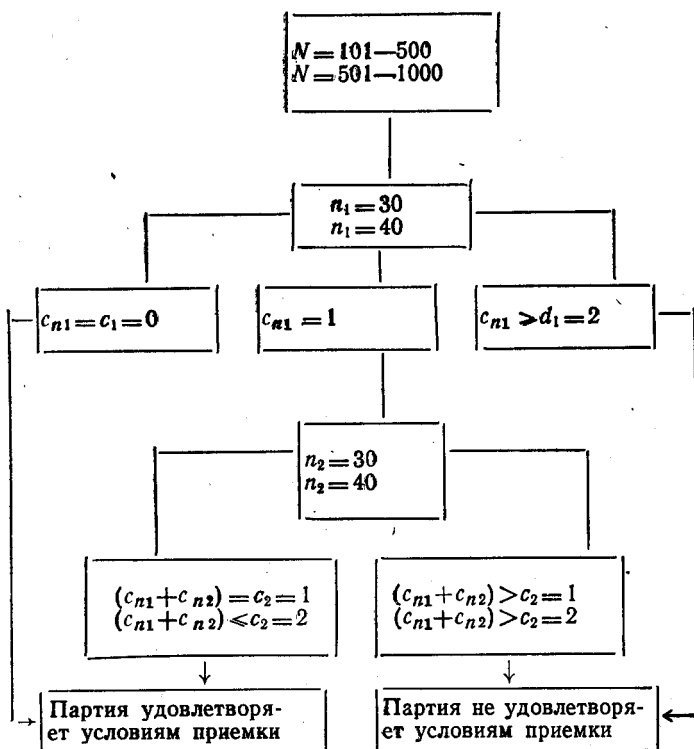 N=101—500
N=501—1000
n₁=30
n₁=40
cₙ₁=c₁=0
cₙ₁=1
cₙ₁⩾d₁=2
n₂=30
n₂=40
(cₙ₁+cₙ₂)=c₂=1
(cₙ₁+cₙ₂)⩽c₂=2
(cₙ₁+cₙ₂)>c₂=1
(cₙ₁+cₙ₂)>c₂=2
Партия удовлетворя-
ет условиям приемки
Партия не удовлетворя-
ет условиям приемки